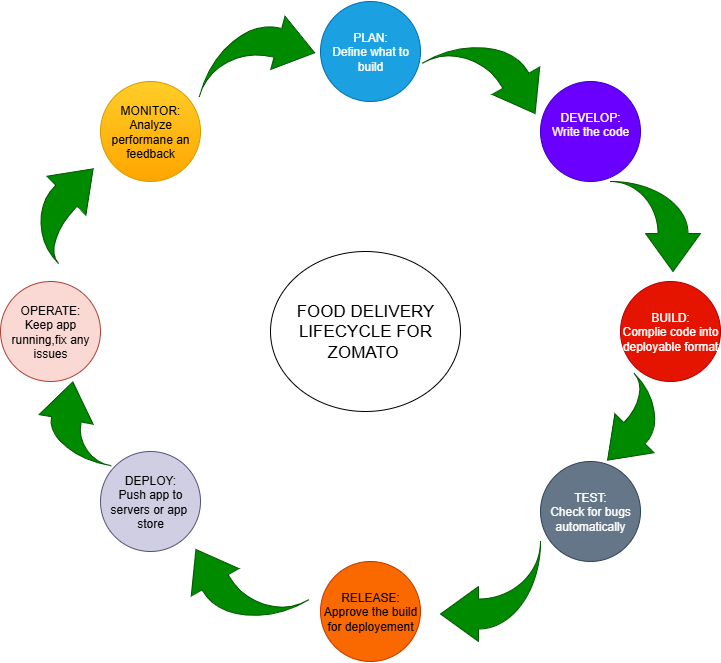 PLAN:
Define what to
build
DEVELOP:
Write the code
BUILD:
Complie code into
deployable format
TEST:
Check for bugs
automatically
RELEASE:
Approve the build
for deployement
DEPLOY:
Push app to
servers or app
store
OPERATE:
Keep app
running,fix any
issues
MONITOR:
Analyze
performane an
feedback
FOOD DELIVERY
LIFECYCLE FOR
ZOMATO